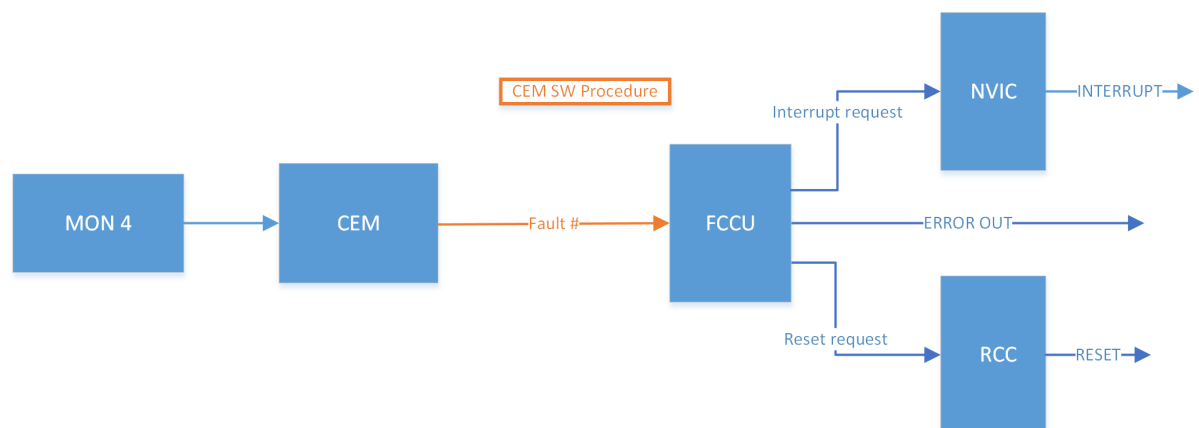 CEM SW Procedure
NVIC
INTERRUPT
Interrupt request
MON 4
CEM
Fault #
FCCU
ERROR OUT
Reset request
RCC
RESET